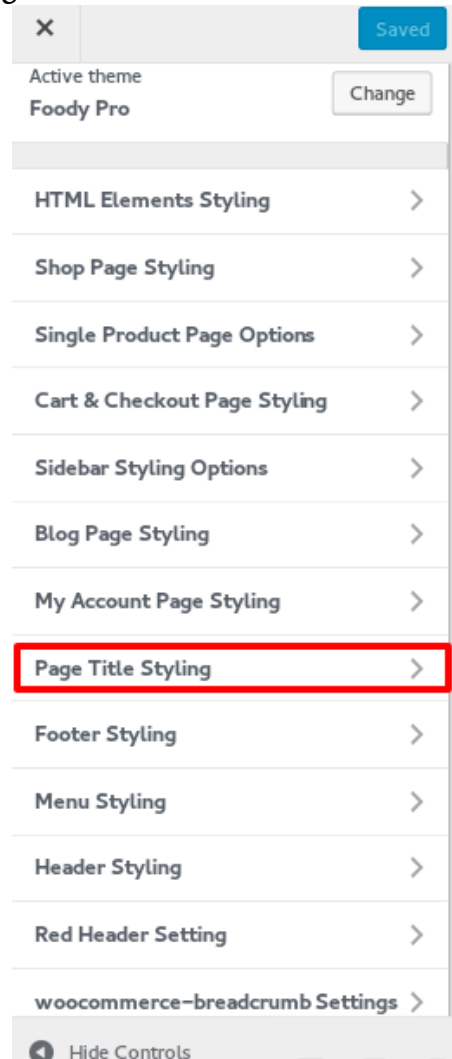 Saved
Active theme
Foody Pro
Change
HTML Elements Styling
Shop Page Styling
Single Product Page Options
Cart & Checkout Page Styling
Sidebar Styling Options
Blog Page Styling
My Account Page Styling
Page Title Styling
Footer Styling
Menu Styling
Header Styling
Red Header Setting
woocommerce-breadcrumb Settings
Hide Controls